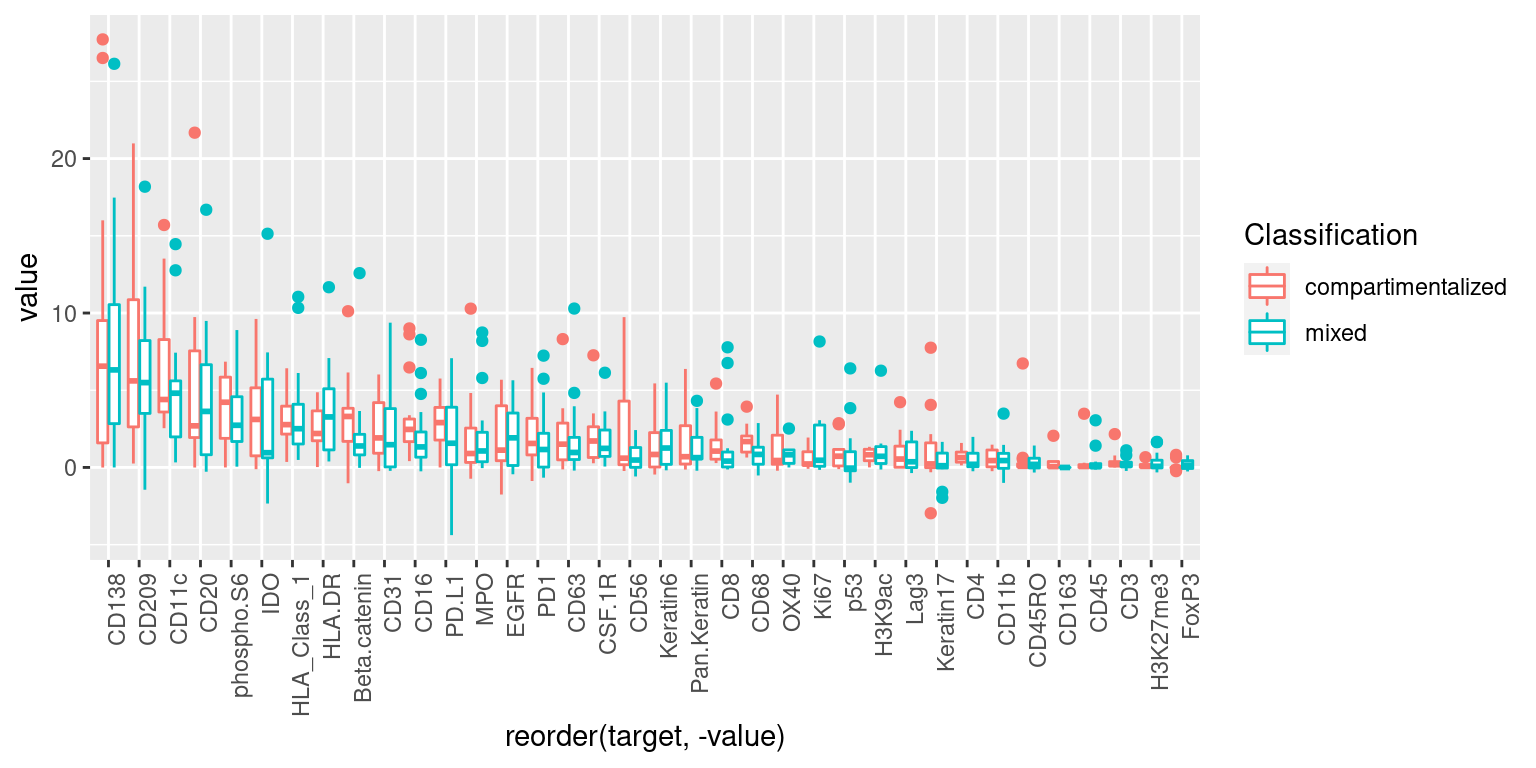 value
20
10
0
CD138
CD209
CD11c
CD20
phospho.S6
IDO
HLA_Class_1
HLA.DR
Beta.catenin
CD31
CD16
PD.L1
MPO
EGFR
PD1
CD63
CSF.1R
CD56
Keratin6
Pan.Keratin
CD8
CD68
OX40
Ki67
p53
H3K9ac
Lag3
Keratin17
CD4
CD11b
CD45RO
CD163
CD45
CD3
H3K27me3
FoxP3
reorder(target, -value)
Classification
compartimentalized
mixed